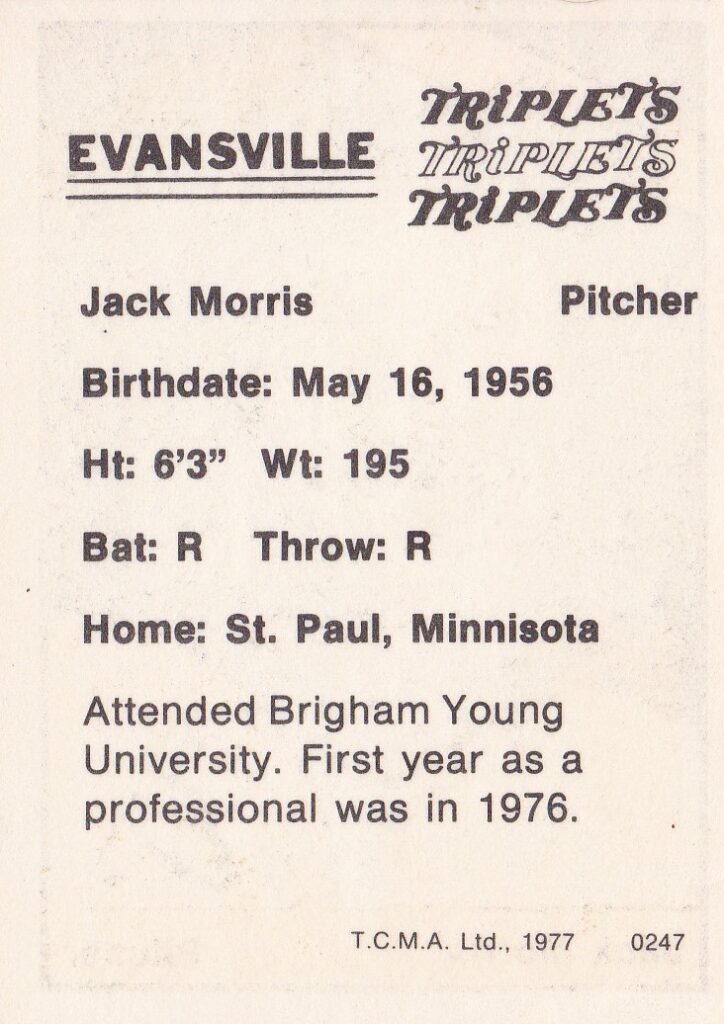 EVANSVILLE
TRiPLETS
TRiPLETS
TRiPLETS
Jack Morris Pitcher
Birthdate: May 16, 1956
Ht: 6’3” Wt: 195
Bat: R Throw: R
Home: St. Paul, Minnisota
Attended Brigham Young
University. First year as a
professional was in 1976.
T.C.M.A. Ltd., 1977 0247